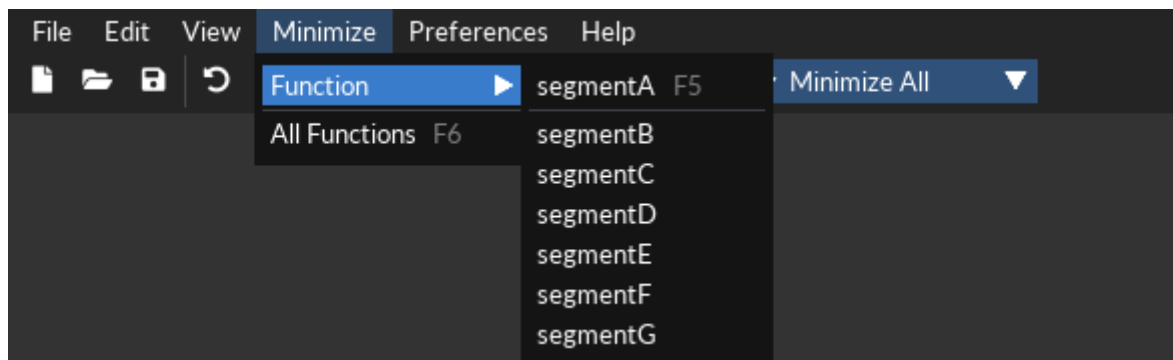 File Edit View Minimize Preferences Help
Function segmentA F5 Minimize All
All Functions F6 segmentB
segmentC
segmentD
segmentE
segmentF
segmentG